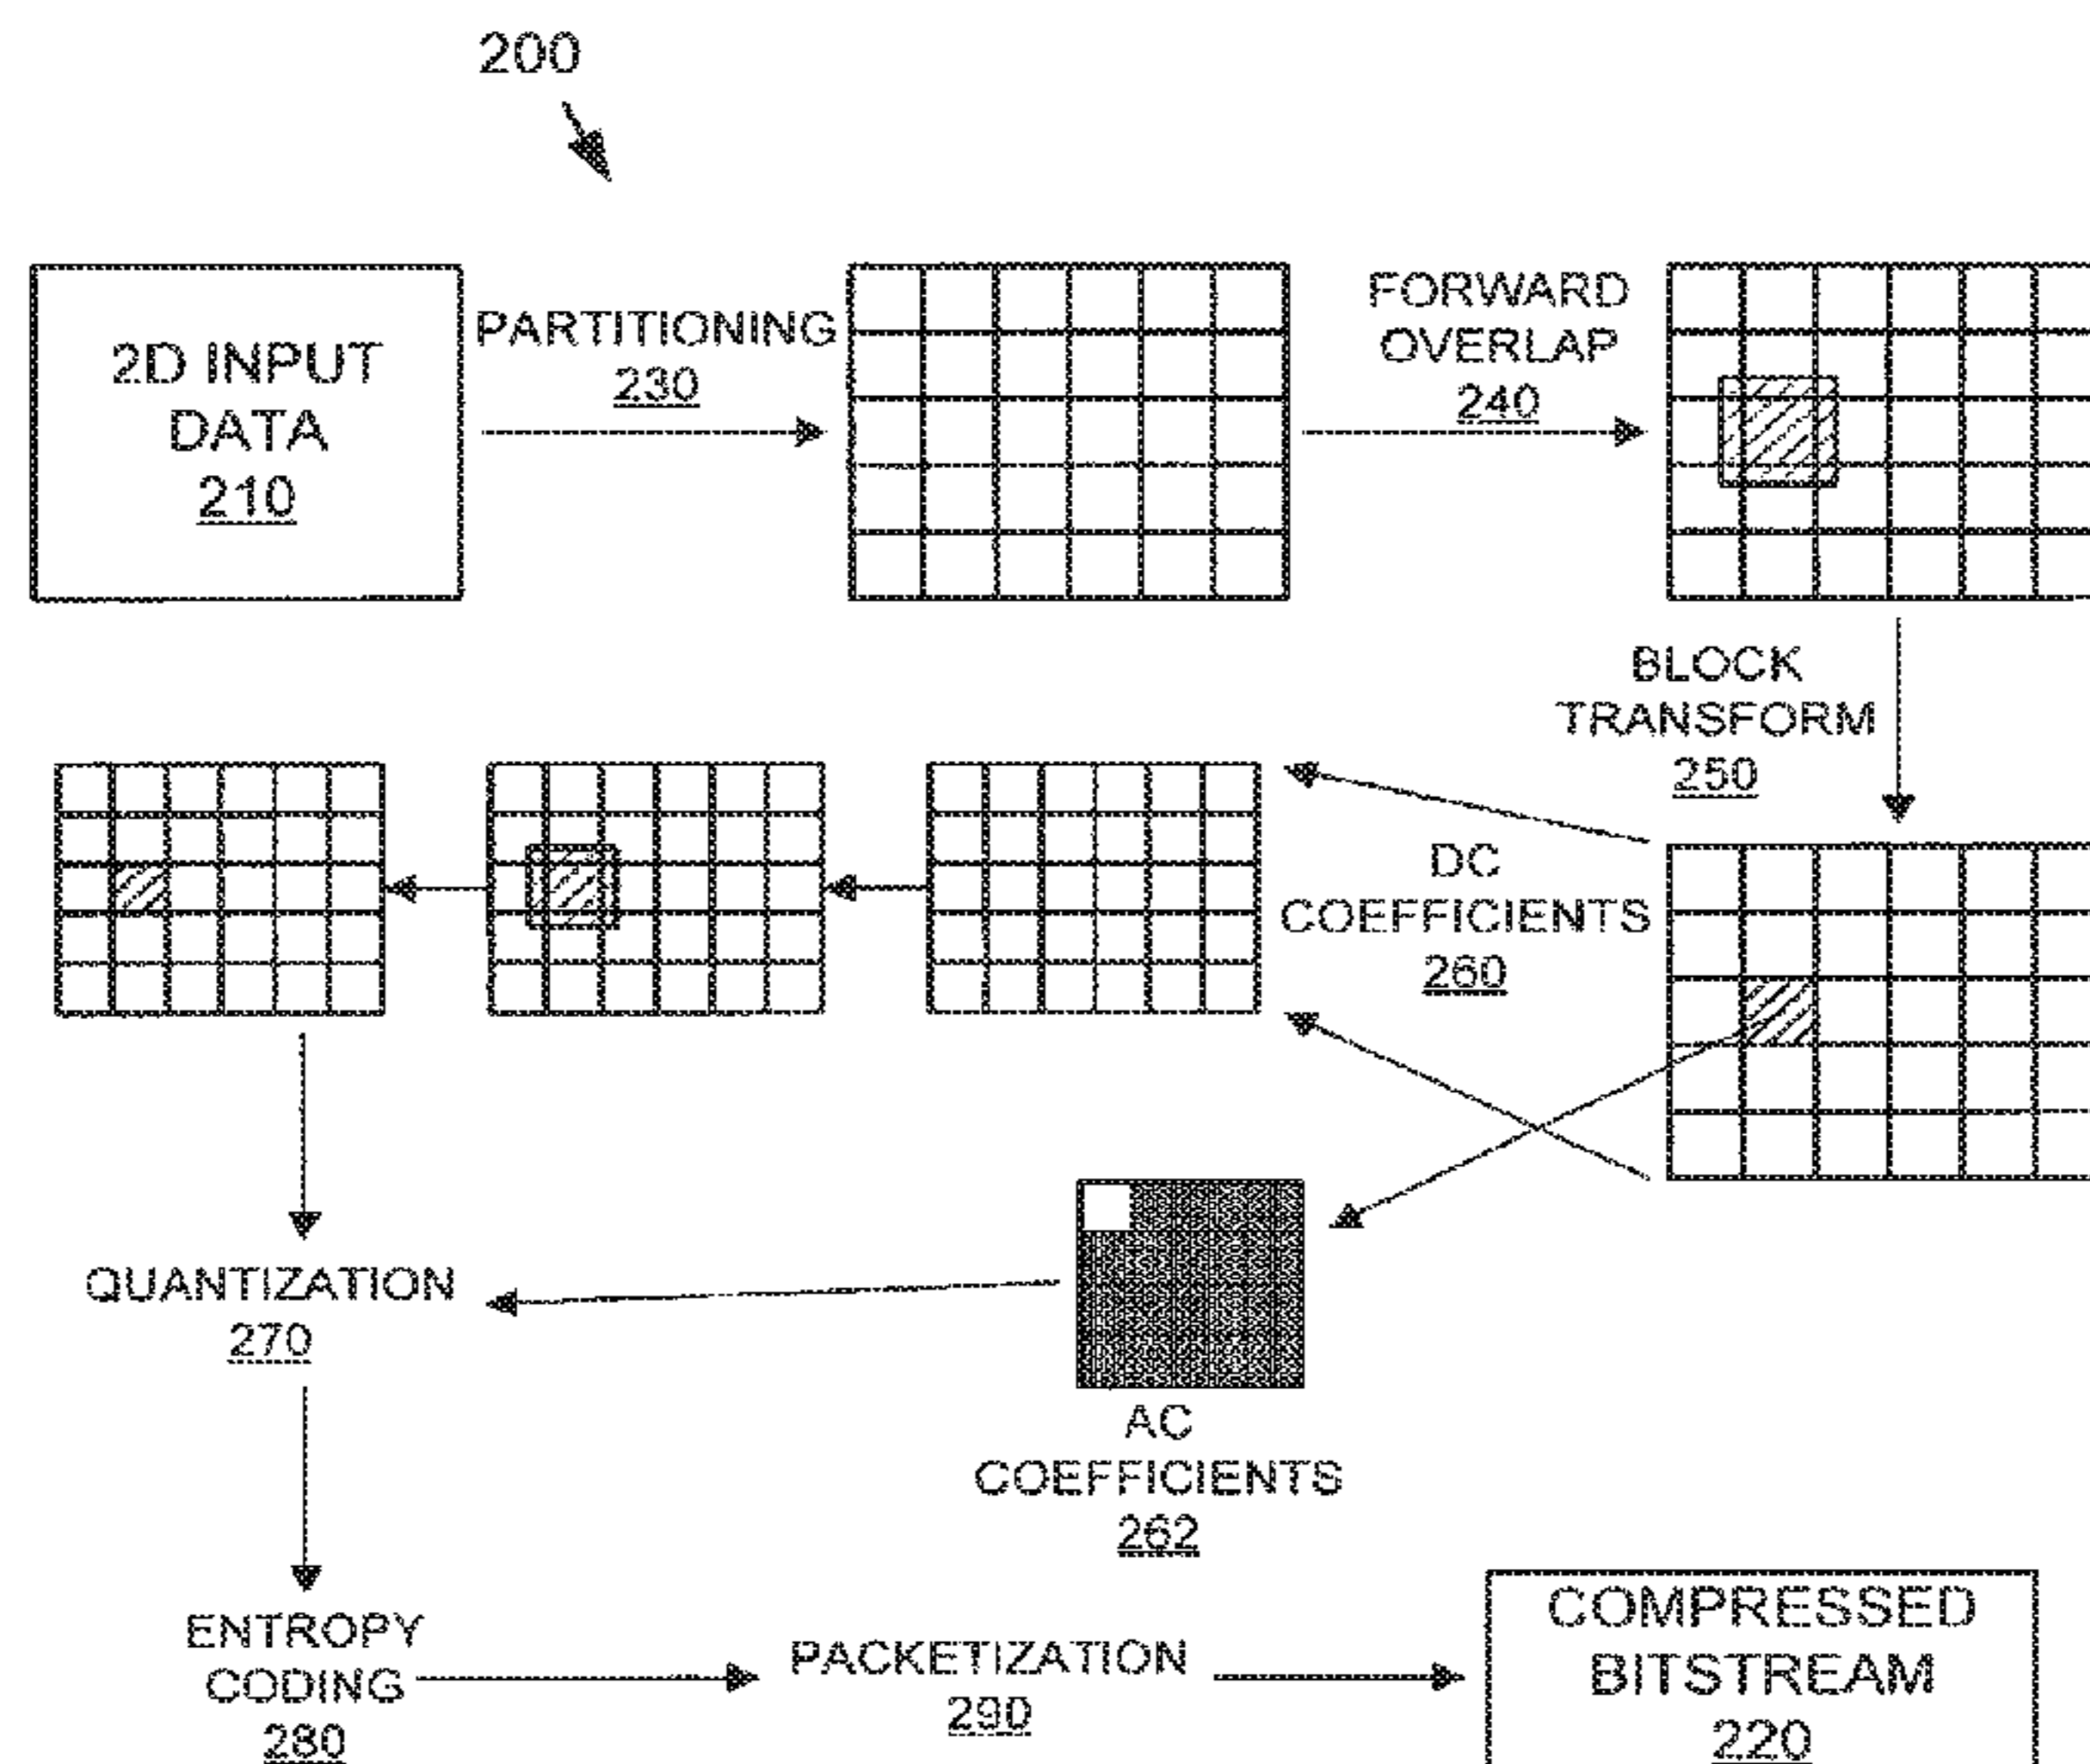 200
2D INPUT
DATA
210
PARTITIONING
230
FORWARD
OVERLAP
240
BLOCK
TRANSFORM
250
DC
COEFFICIENTS
260
QUANTIZATION
270
AC
COEFFICIENTS
262
ENTROPY
CODING
280
PACKETIZATION
290
COMPRESSED
BITSTREAM
220